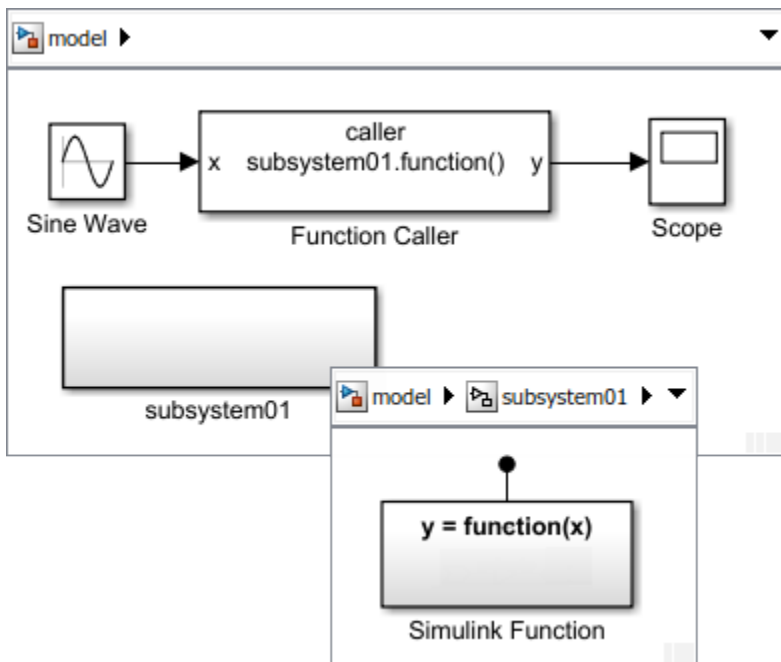 model
caller
x subsystem01.function() y
Sine Wave
Function Caller
Scope
subsystem01
model subsystem01
y = function(x)
Simulink Function